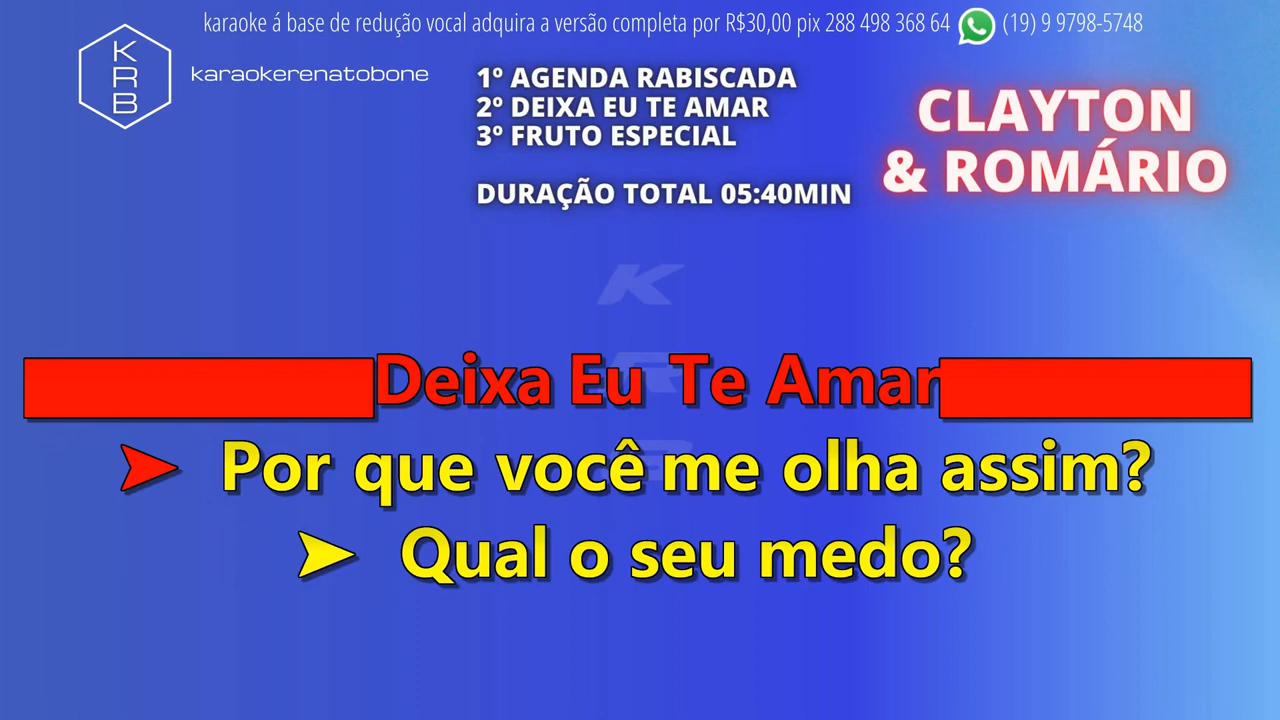 karaoke á base de redução vocal adquira a versão completa por R$30,00 pix 288 498 368 64 (19) 9 9798-5748
K
R
B
karaokerenatobone
1º AGENDA RABISCADA
2º DEIXA EU TE AMAR
3º FRUTO ESPECIAL
DURAÇÃO TOTAL 05:40MIN
CLAYTON
& ROMÁRIO
K
R
B
Deixa Eu Te Amar
➤ Por que você me olha assim?
➤ Qual o seu medo?